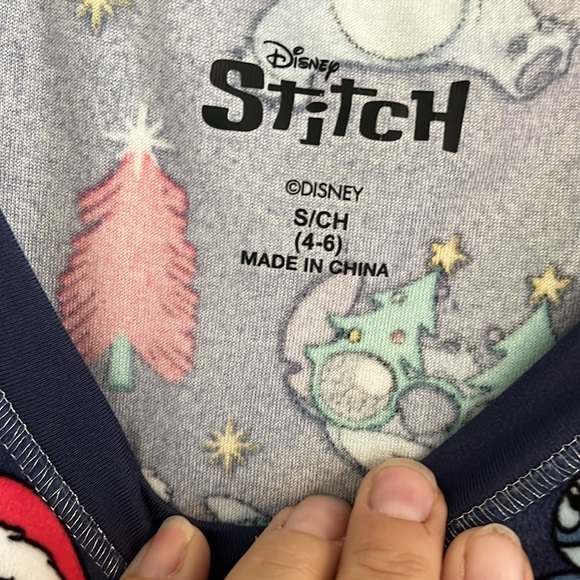 Disney
Stitch
©DISNEY
S/CH
(4-6)
MADE IN CHINA